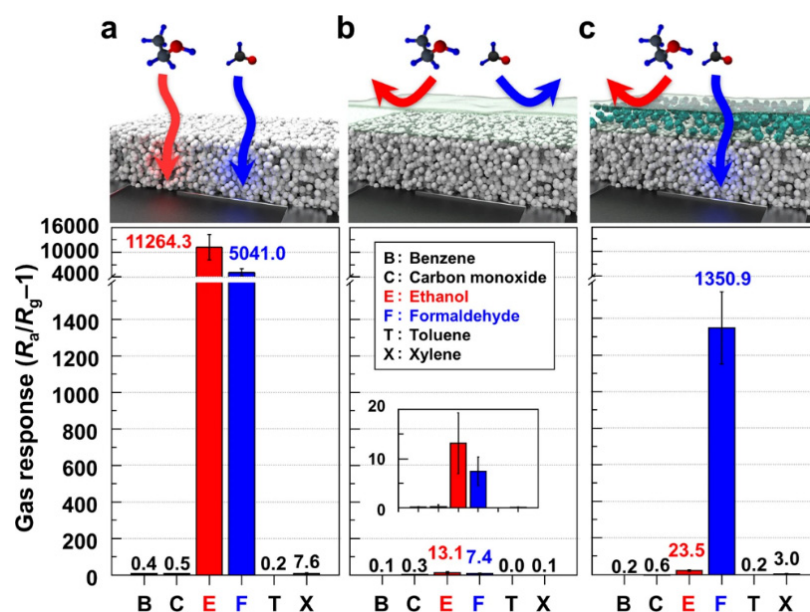 a
b
c
Gas response (Ra/Rg–1)
16000
10000
4000
1400
1200
1000
800
600
400
200
0
11264.3
5041.0
0.4
0.5
0.2
7.6
B C E F T X
B : Benzene
C : Carbon monoxide
E : Ethanol
F : Formaldehyde
T : Toluene
X : Xylene
20
10
0
0.1
0.3
13.1
7.4
0.0
0.1
B C E F T X
1350.9
0.2
0.6
23.5
0.2
3.0
B C E F T X